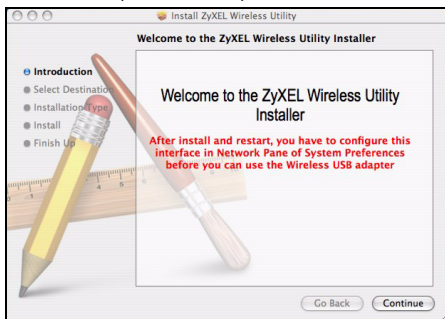 Install ZyXEL Wireless Utility
Welcome to the ZyXEL Wireless Utility Installer
Introduction
Select Destination
Installation Type
Install
Finish Up
Welcome to the ZyXEL Wireless Utility
Installer
After install and restart, you have to configure this
interface in Network Pane of System Preferences
before you can use the Wireless USB adapter
Go Back
Continue